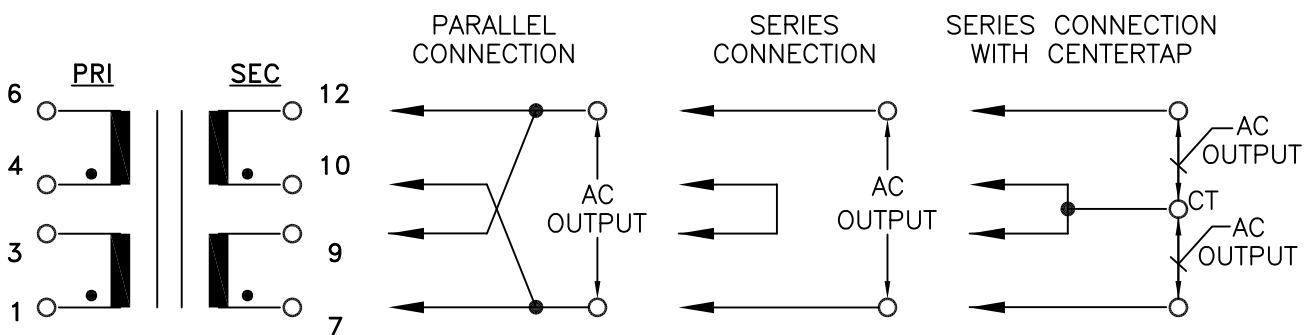 PARALLEL
CONNECTION
SERIES
CONNECTION
SERIES CONNECTION
WITH CENTERTAP
PRI
SEC
6
4
3
1
12
10
9
7
AC
OUTPUT
AC
OUTPUT
AC
OUTPUT
CT
AC
OUTPUT